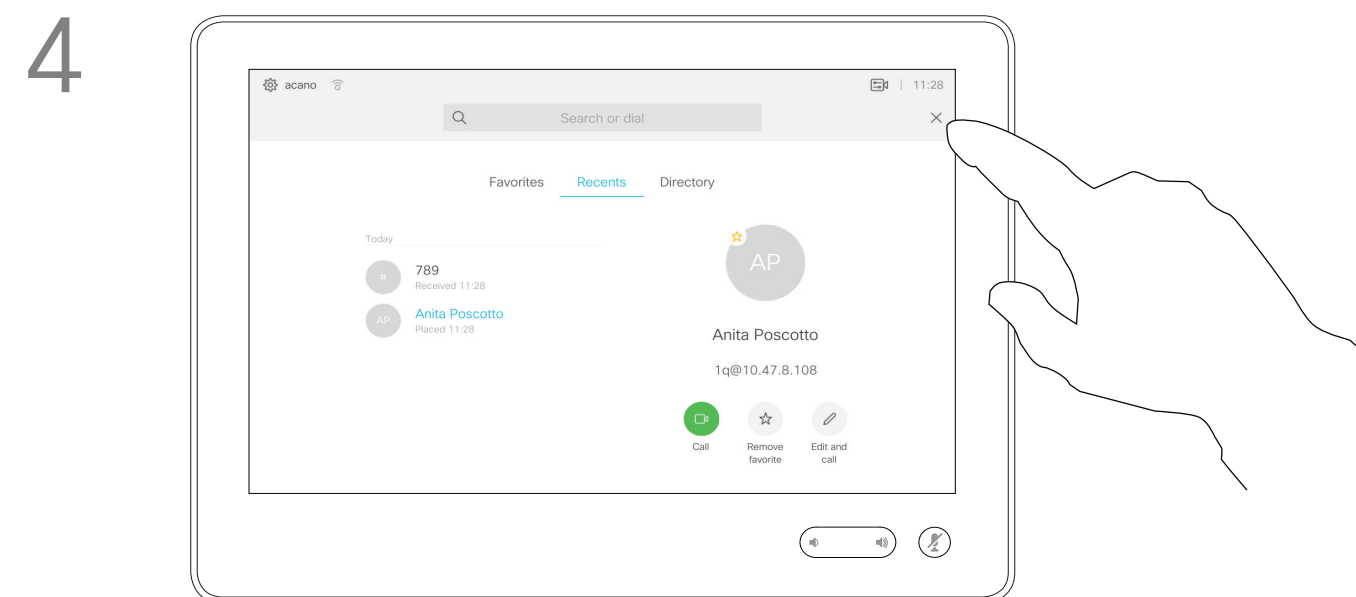 4
acano 11:28
Search or dial
Favorites Recents Directory
Today
# 789
Received 11:28
AP Anita Poscotto
Placed 11:28
AP
Anita Poscotto
1q@10.47.8.108
Call Remove favorite Edit and call